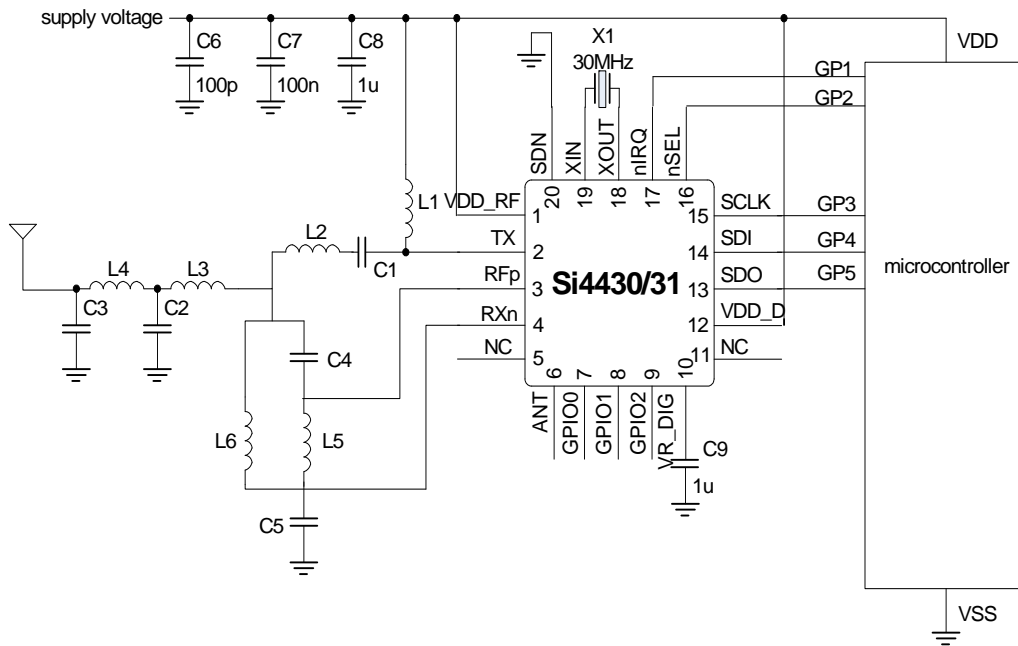 supply voltage
C6
100p
C7
100n
C8
1u
X1
30MHz
VDD
GP1
GP2
SDN
XIN
XOUT
nIRQ
nSEL
20
19
18
17
16
L1
VDD_RF
1
15
SCLK
GP3
L2
C1
TX
2
14
SDI
GP4
L4
L3
RFp
3
Si4430/31
13
SDO
GP5
microcontroller
C3
C2
RXn
4
12
VDD_D
C4
NC
5
11
NC
6
7
8
9
10
ANT
GPIO0
GPIO1
GPIO2
VR_DIG
L6
L5
C9
1u
C5
VSS